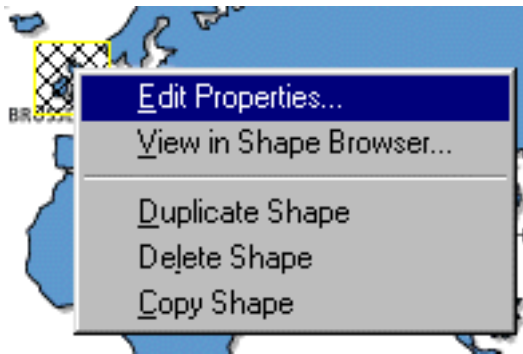 Edit Properties...
View in Shape Browser...
Duplicate Shape
Delete Shape
Copy Shape